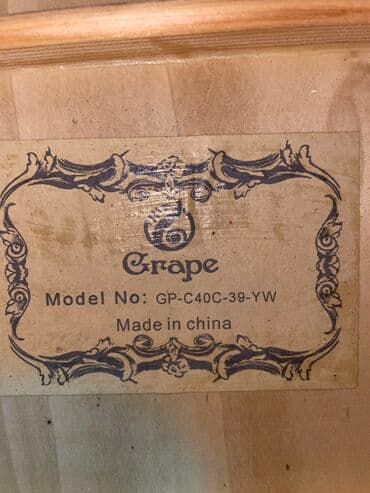 Grape
Model No: GP-C40C-39-YW
Made in china